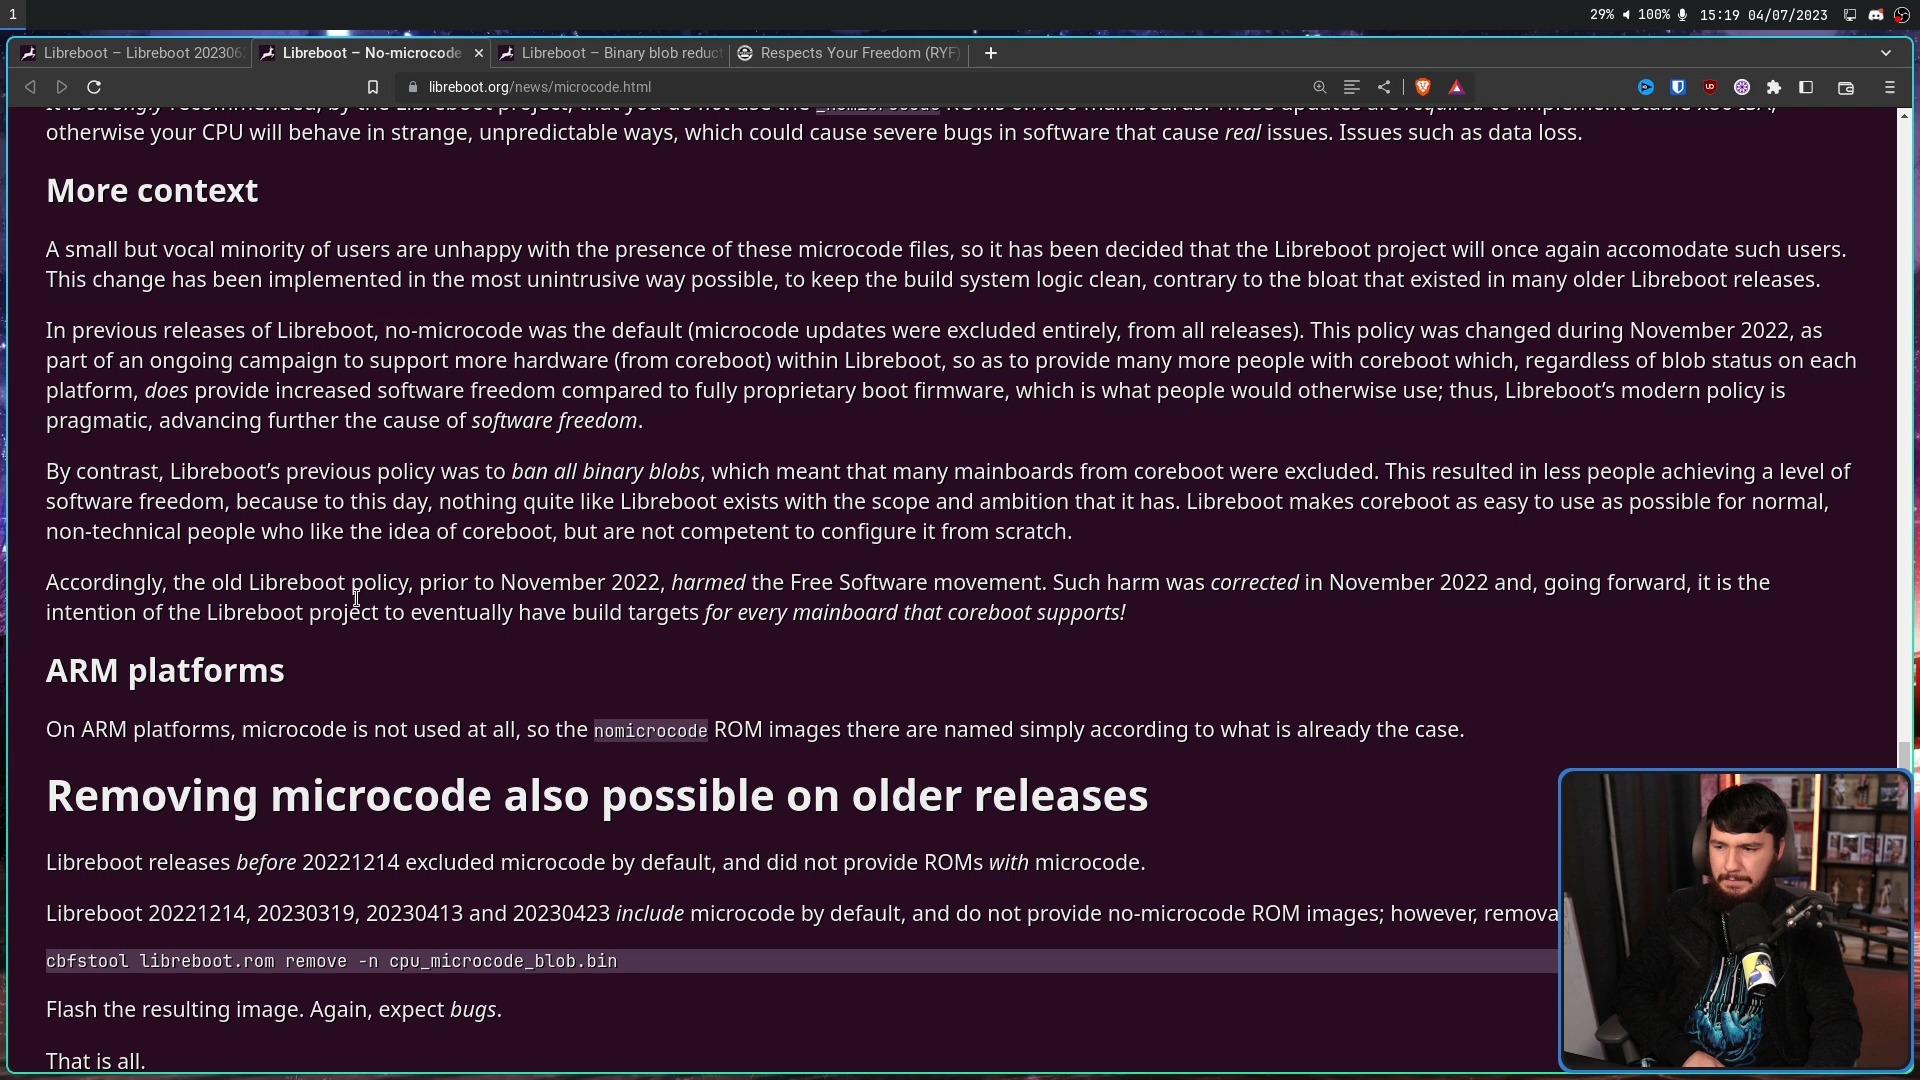 1
29% 100% 15:19 04/07/2023
Libreboot – Libreboot 202306
Libreboot – No-microcode
Libreboot – Binary blob reduct
Respects Your Freedom (RYF)
libreboot.org/news/microcode.html
otherwise your CPU will behave in strange, unpredictable ways, which could cause severe bugs in software that cause real issues. Issues such as data loss.
More context
A small but vocal minority of users are unhappy with the presence of these microcode files, so it has been decided that the Libreboot project will once again accomodate such users.
This change has been implemented in the most unintrusive way possible, to keep the build system logic clean, contrary to the bloat that existed in many older Libreboot releases.
In previous releases of Libreboot, no-microcode was the default (microcode updates were excluded entirely, from all releases). This policy was changed during November 2022, as
part of an ongoing campaign to support more hardware (from coreboot) within Libreboot, so as to provide many more people with coreboot which, regardless of blob status on each
platform, does provide increased software freedom compared to fully proprietary boot firmware, which is what people would otherwise use; thus, Libreboot’s modern policy is
pragmatic, advancing further the cause of software freedom.
By contrast, Libreboot’s previous policy was to ban all binary blobs, which meant that many mainboards from coreboot were excluded. This resulted in less people achieving a level of
software freedom, because to this day, nothing quite like Libreboot exists with the scope and ambition that it has. Libreboot makes coreboot as easy to use as possible for normal,
non-technical people who like the idea of coreboot, but are not competent to configure it from scratch.
Accordingly, the old Libreboot policy, prior to November 2022, harmed the Free Software movement. Such harm was corrected in November 2022 and, going forward, it is the
intention of the Libreboot project to eventually have build targets for every mainboard that coreboot supports!
ARM platforms
On ARM platforms, microcode is not used at all, so the nomicrocode ROM images there are named simply according to what is already the case.
Removing microcode also possible on older releases
Libreboot releases before 20221214 excluded microcode by default, and did not provide ROMs with microcode.
Libreboot 20221214, 20230319, 20230413 and 20230423 include microcode by default, and do not provide no-microcode ROM images; however, remova
cbfstool libreboot.rom remove -n cpu_microcode_blob.bin
Flash the resulting image. Again, expect bugs.
That is all.